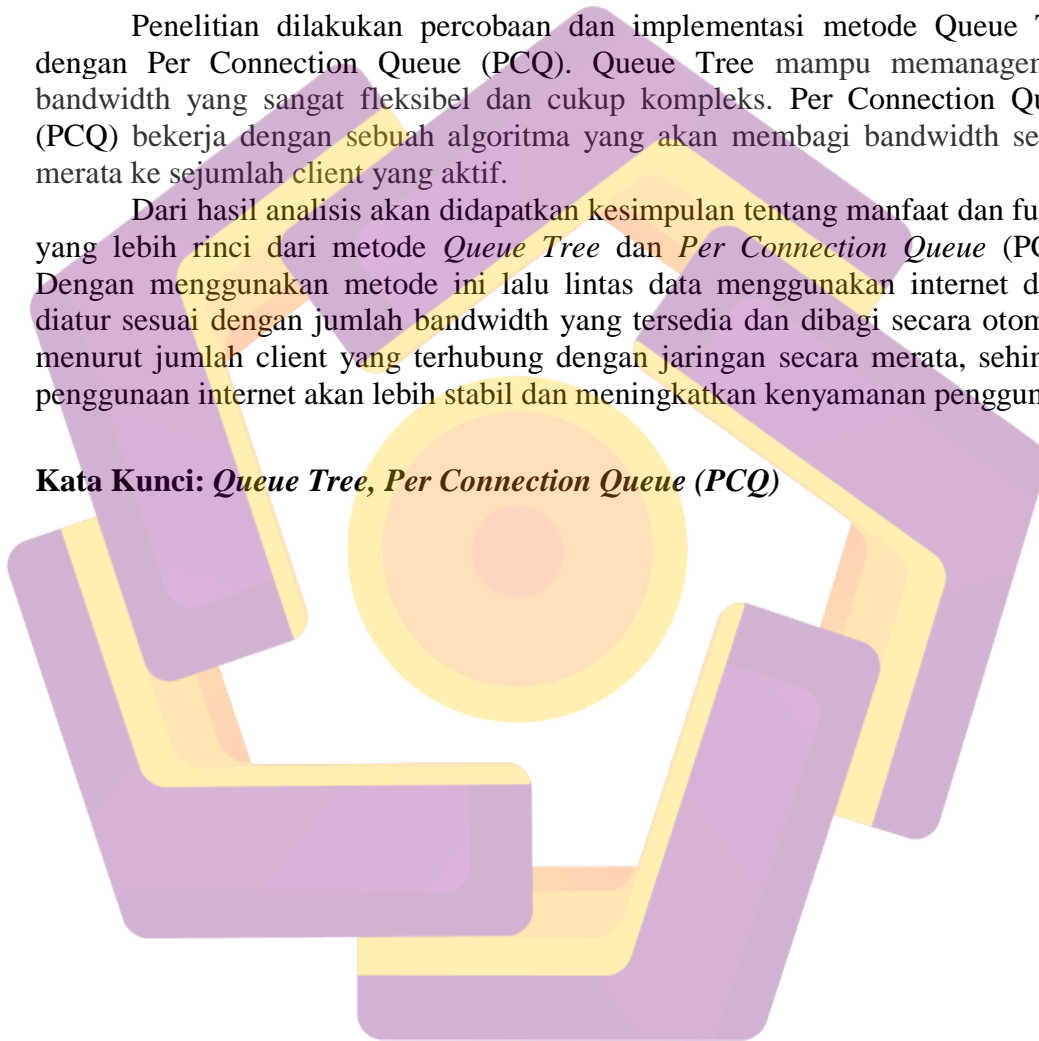 Penelitian dilakukan percobaan dan implementasi metode Queue
dengan Per Connection Queue (PCQ). Queue Tree mampu
bandwidth yang sangat fleksibel dan cukup kompleks. Per Connection
(PCQ) bekerja dengan sebuah algoritma yang akan membagi bandwidth
merata ke sejumlah client yang aktif.
Dari hasil analisis akan didapatkan kesimpulan tentang manfaat dan
yang lebih rinci dari metode Queue Tree dan Per Connection Queue
Dengan menggunakan metode ini lalu lintas data menggunakan internet
diatur sesuai dengan jumlah bandwidth yang tersedia dan dibagi secara
menurut jumlah client yang terhubung dengan jaringan secara merata,
penggunaan internet akan lebih stabil dan meningkatkan kenyamanan
Kata Kunci: Queue Tree, Per Connection Queue (PCQ)